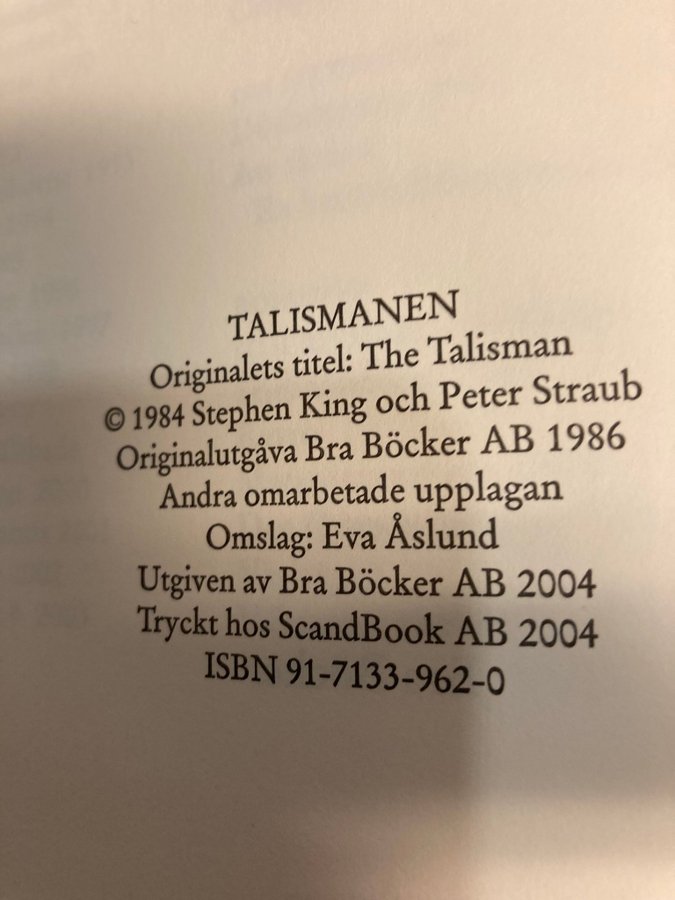 TALISMANEN
Originalets titel: The Talisman
© 1984 Stephen King och Peter Straub
Originalutgåva Bra Böcker AB 1986
Andra omarbetade upplagan
Omslag: Eva Åslund
Utgiven av Bra Böcker AB 2004
Tryckt hos ScandBook AB 2004
ISBN 91-7133-962-0